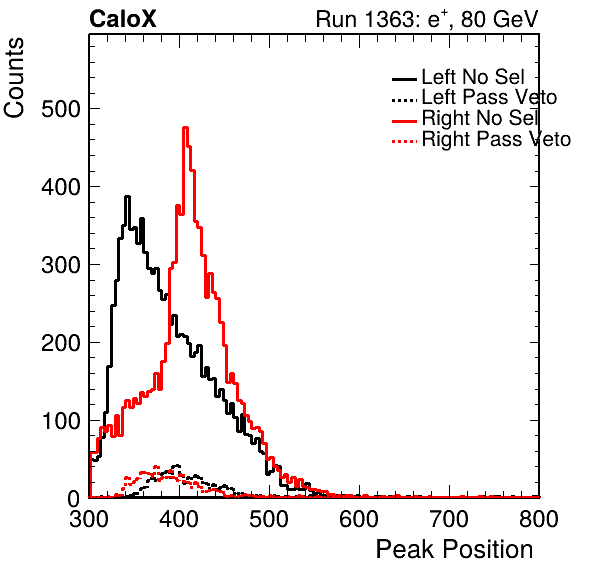 CaloX
Run 1363: e+, 80 GeV
Counts
Left No Sel
Left Pass Veto
Right No Sel
Right Pass Veto
500
400
300
200
100
0
300 400 500 600 700 800
Peak Position